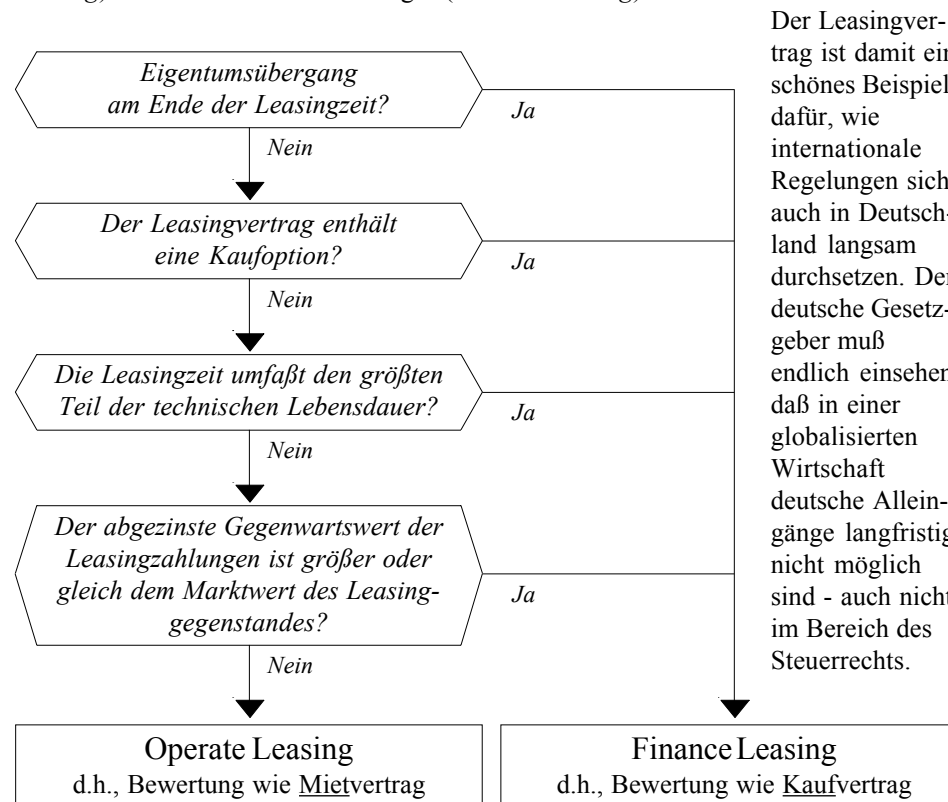 Eigentumsübergang
am Ende der Leasingzeit?
Ja
Nein
Der Leasingvertrag enthält
eine Kaufoption?
Ja
Nein
Die Leasingzeit umfaßt den größten
Teil der technischen Lebensdauer?
Ja
Nein
Der abgezinste Gegenwartswert der
Leasingzahlungen ist größer oder
gleich dem Marktwert des Leasing-
gegenstandes?
Ja
Nein
Operate Leasing
d.h., Bewertung wie Mietvertrag
Finance Leasing
d.h., Bewertung wie Kaufvertrag
Der Leasingver-
trag ist damit ein
schönes Beispiel
dafür, wie
internationale
Regelungen sich
auch in Deutsch-
land langsam
durchsetzen. Der
deutsche Gesetz-
geber muß
endlich einsehen
daß in einer
globalisierten
Wirtschaft
deutsche Allein-
gänge langfristig
nicht möglich
sind - auch nicht
im Bereich des
Steuerrechts.